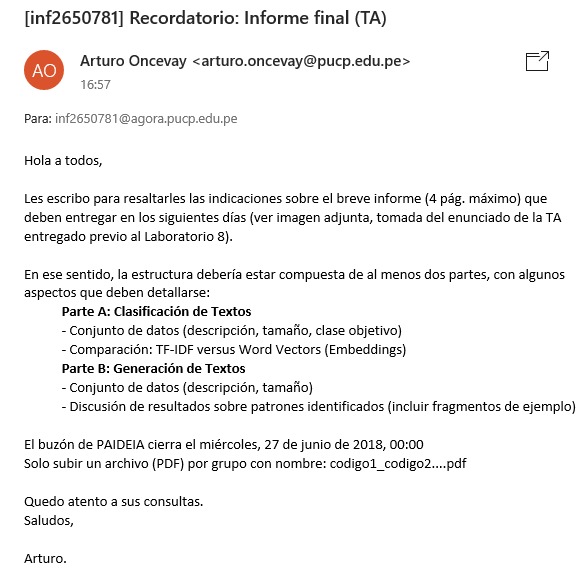 [inf2650781] Recordatorio: Informe final (TA)
AO
Arturo Oncevay <arturo.oncevay@pucp.edu.pe>
16:57
Para: inf2650781@agora.pucp.edu.pe
Hola a todos,
Les escribo para resaltarles las indicaciones sobre el breve informe (4 pág. máximo) que
deben entregar en los siguientes días (ver imagen adjunta, tomada del enunciado de la TA
entregado previo al Laboratorio 8).
En ese sentido, la estructura debería estar compuesta de al menos dos partes, con algunos
aspectos que deben detallarse:
Parte A: Clasificación de Textos
- Conjunto de datos (descripción, tamaño, clase objetivo)
- Comparación: TF-IDF versus Word Vectors (Embeddings)
Parte B: Generación de Textos
- Conjunto de datos (descripción, tamaño)
- Discusión de resultados sobre patrones identificados (incluir fragmentos de ejemplo)
El buzón de PAIDEIA cierra el miércoles, 27 de junio de 2018, 00:00
Solo subir un archivo (PDF) por grupo con nombre: codigo1_codigo2....pdf
Quedo atento a sus consultas.
Saludos,
Arturo.